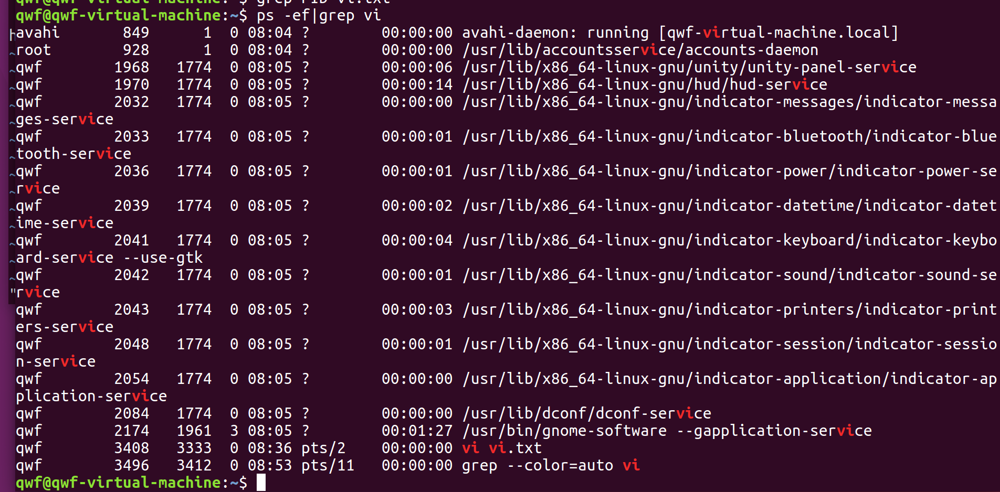 qwf@qwf-virtual-machine:~$ grep PID vi.txt
qwf@qwf-virtual-machine:~$ ps -ef|grep vi
avahi 849 1 0 08:04 ? 00:00:00 avahi-daemon: running [qwf-virtual-machine.local]
root 928 1 0 08:04 ? 00:00:00 /usr/lib/accountsservice/accounts-daemon
qwf 1968 1774 0 08:05 ? 00:00:06 /usr/lib/x86_64-linux-gnu/unity/unity-panel-service
qwf 1970 1774 0 08:05 ? 00:00:14 /usr/lib/x86_64-linux-gnu/hud/hud-service
qwf 2032 1774 0 08:05 ? 00:00:00 /usr/lib/x86_64-linux-gnu/indicator-messages/indicator-messa
ges-service
qwf 2033 1774 0 08:05 ? 00:00:01 /usr/lib/x86_64-linux-gnu/indicator-bluetooth/indicator-blue
tooth-service
qwf 2036 1774 0 08:05 ? 00:00:01 /usr/lib/x86_64-linux-gnu/indicator-power/indicator-power-se
rvice
qwf 2039 1774 0 08:05 ? 00:00:02 /usr/lib/x86_64-linux-gnu/indicator-datetime/indicator-datet
ime-service
qwf 2041 1774 0 08:05 ? 00:00:04 /usr/lib/x86_64-linux-gnu/indicator-keyboard/indicator-keybo
ard-service --use-gtk
qwf 2042 1774 0 08:05 ? 00:00:01 /usr/lib/x86_64-linux-gnu/indicator-sound/indicator-sound-se
rvice
qwf 2043 1774 0 08:05 ? 00:00:03 /usr/lib/x86_64-linux-gnu/indicator-printers/indicator-print
ers-service
qwf 2048 1774 0 08:05 ? 00:00:01 /usr/lib/x86_64-linux-gnu/indicator-session/indicator-sessio
n-service
qwf 2054 1774 0 08:05 ? 00:00:00 /usr/lib/x86_64-linux-gnu/indicator-application/indicator-ap
plication-service
qwf 2084 1774 0 08:05 ? 00:00:00 /usr/lib/dconf/dconf-service
qwf 2174 1961 3 08:05 ? 00:01:27 /usr/bin/gnome-software --gapplication-service
qwf 3408 3333 0 08:36 pts/2 00:00:00 vi vi.txt
qwf 3496 3412 0 08:53 pts/11 00:00:00 grep --color=auto vi
qwf@qwf-virtual-machine:~$